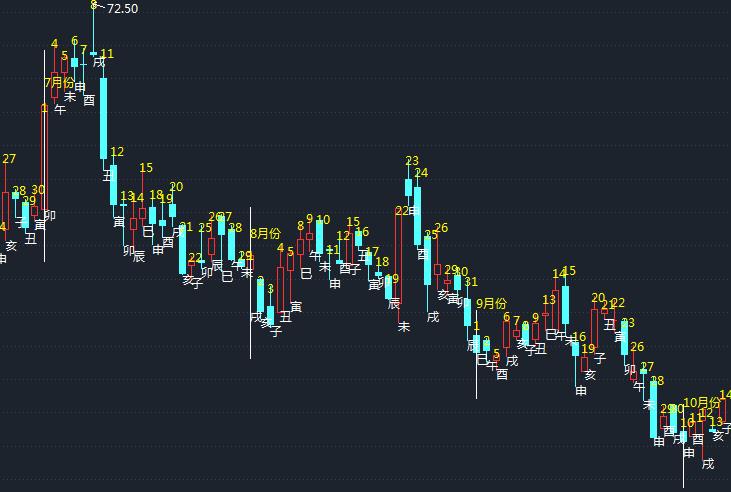 72.50
7月份
8月份
9月份
10月份
27
28
29
30
1
4
5
6
7
8
11
12
13
14
15
18
19
20
21
22
25
26
27
28
29
2
3
4
5
8
9
10
11
12
15
16
17
18
19
22
23
24
25
26
29
30
31
1
2
5
6
7
8
9
13
14
15
16
19
20
21
22
23
26
27
28
29
30
10
11
12
13
14
申
亥
子
丑
寅
卯
午
未
申
酉
戌
丑
寅
卯
辰
巳
申
酉
戌
亥
子
卯
辰
巳
午
未
戌
亥
子
丑
寅
巳
午
未
申
酉
子
丑
寅
卯
辰
未
申
酉
戌
亥
寅
卯
辰
巳
午
酉
戌
亥
子
丑
巳
午
未
申
亥
子
丑
寅
卯
午
未
申
酉
申
酉
戌
亥
子